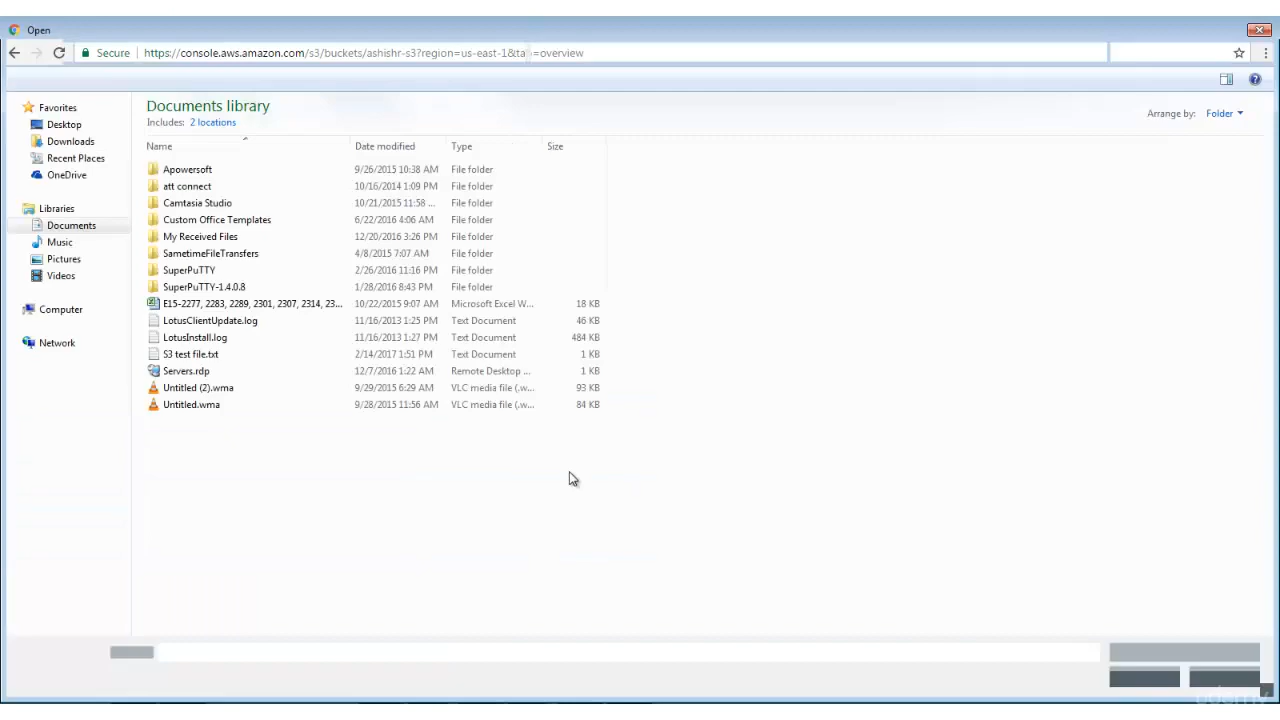 Open
Secure https://console.aws.amazon.com/s3/buckets/ashishr-s3?region=us-east-1&tab=overview
Favorites
Desktop
Downloads
Recent Places
OneDrive
Libraries
Documents
Music
Pictures
Videos
Computer
Network
Documents library
Includes: 2 locations
Arrange by: Folder
Name Date modified Type Size
Apowersoft 9/26/2015 10:38 AM File folder
att connect 10/16/2014 1:09 PM File folder
Camtasia Studio 10/21/2015 11:58 ... File folder
Custom Office Templates 6/22/2016 4:06 AM File folder
My Received Files 12/20/2016 3:26 PM File folder
SametimeFileTransfers 4/8/2015 7:07 AM File folder
SuperPuTTY 2/26/2016 11:16 PM File folder
SuperPuTTY-1.4.0.8 1/28/2016 8:43 PM File folder
E15-2277, 2283, 2289, 2301, 2307, 2314, 23... 10/22/2015 9:07 AM Microsoft Excel W... 18 KB
LotusClientUpdate.log 11/16/2013 1:25 PM Text Document 46 KB
LotusInstall.log 11/16/2013 1:27 PM Text Document 484 KB
S3 test file.txt 2/14/2017 1:51 PM Text Document 1 KB
Servers.rdp 12/7/2016 1:22 AM Remote Desktop ... 1 KB
Untitled (2).wma 9/29/2015 6:29 AM VLC media file (.w... 93 KB
Untitled.wma 9/28/2015 11:56 AM VLC media file (.w... 84 KB
udemy